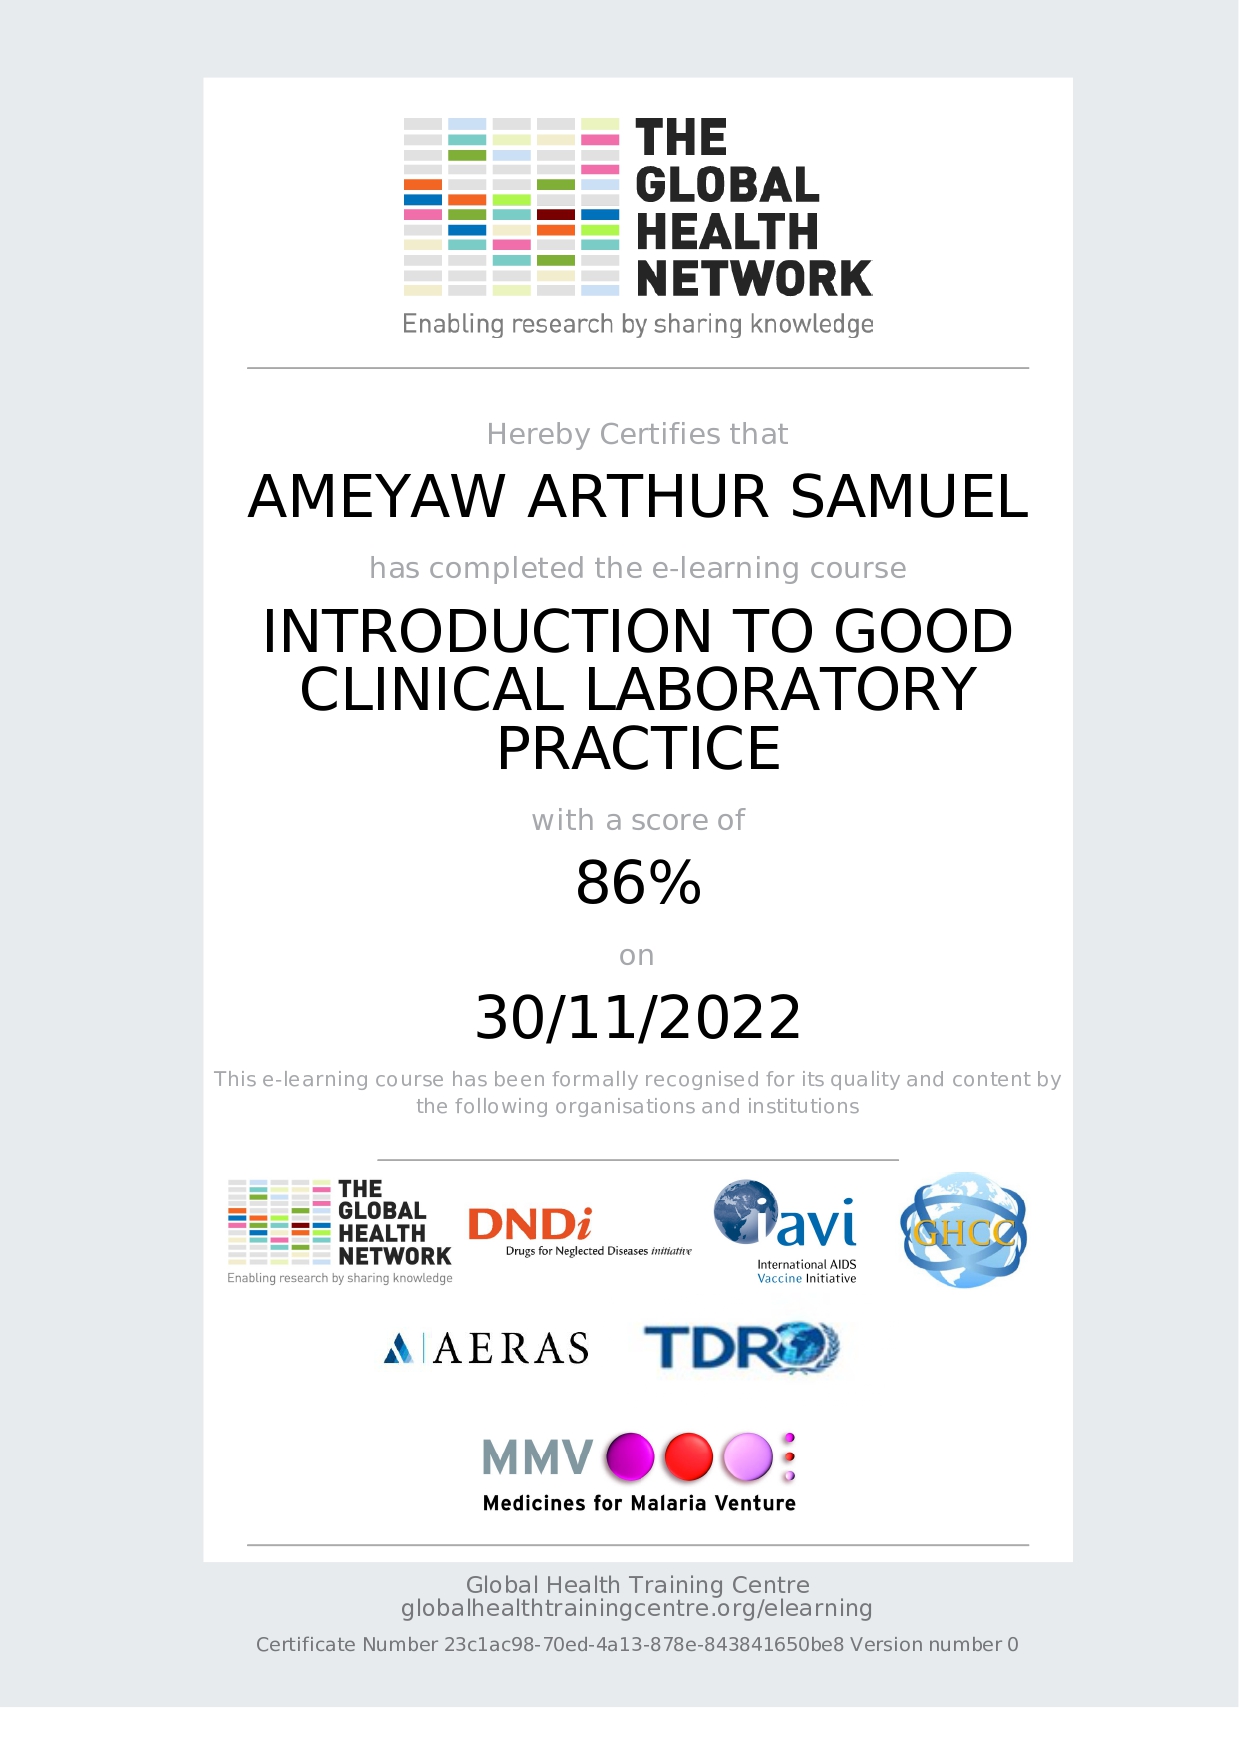 THE
GLOBAL
HEALTH
NETWORK
Enabling research by sharing knowledge
Hereby Certifies that
AMEYAW ARTHUR SAMUEL
has completed the e-learning course
INTRODUCTION TO GOOD
CLINICAL LABORATORY
PRACTICE
with a score of
86%
on
30/11/2022
This e-learning course has been formally recognised for its quality and content by
the following organisations and institutions
THE
GLOBAL
HEALTH
NETWORK
Enabling research by sharing knowledge
DNDi
Drugs for Neglected Diseases initiative
iavi
International AIDS
Vaccine Initiative
GHCC
AERAS
TDR
MMV
Medicines for Malaria Venture
Global Health Training Centre
globalhealthtrainingcentre.org/elearning
Certificate Number 23c1ac98-70ed-4a13-878e-843841650be8 Version number 0